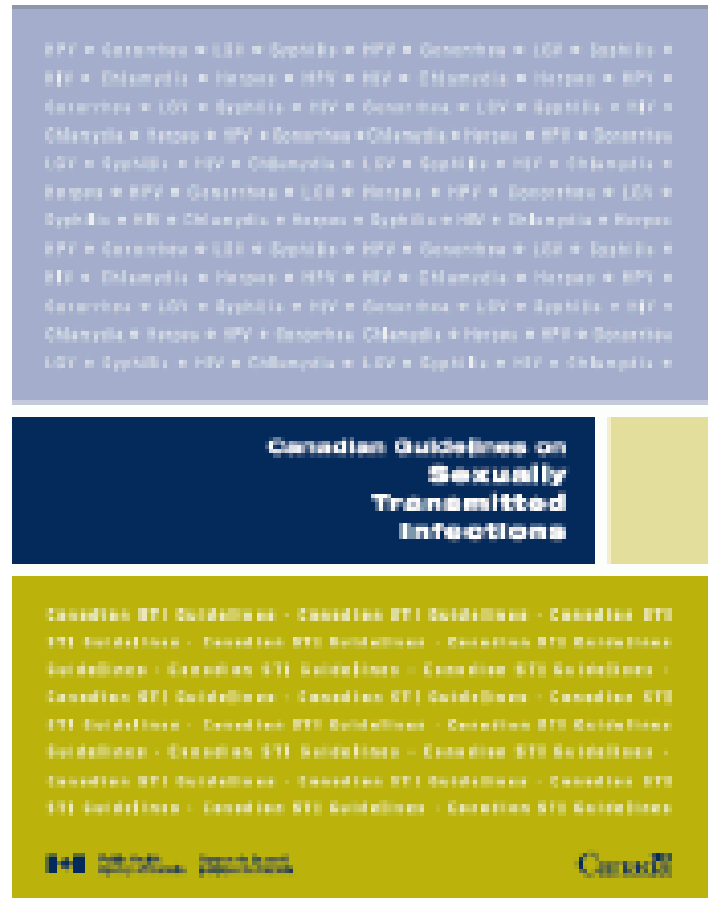 HPV • Gonorrhea • LGV • Syphilis • HPV • Gonorrhea • LGV • Syphilis •
HIV • Chlamydia • Herpes • HPV • HIV • Chlamydia • Herpes • HPV •
Gonorrhea • LGV • Syphilis • HIV • Gonorrhea • LGV • Syphilis • HIV •
Chlamydia • Herpes • HPV • Gonorrhea • Chlamydia • Herpes • HPV • Gonorrhea
LGV • Syphilis • HIV • Chlamydia • LGV • Syphilis • HIV • Chlamydia •
Herpes • HPV • Gonorrhea • LGV • Herpes • HPV • Gonorrhea • LGV •
Syphilis • HIV • Chlamydia • Herpes • Syphilis • HIV • Chlamydia • Herpes
HPV • Gonorrhea • LGV • Syphilis • HPV • Gonorrhea • LGV • Syphilis •
HIV • Chlamydia • Herpes • HPV • HIV • Chlamydia • Herpes • HPV •
Gonorrhea • LGV • Syphilis • HIV • Gonorrhea • LGV • Syphilis • HIV •
Chlamydia • Herpes • HPV • Gonorrhea Chlamydia • Herpes • HPV • Gonorrhea
LGV • Syphilis • HIV • Chlamydia • LGV • Syphilis • HIV • Chlamydia •
Canadian Guidelines on
Sexually
Transmitted
Infections
Canadian STI Guidelines · Canadian STI Guidelines · Canadian STI
STI Guidelines · Canadian STI Guidelines · Canadian STI Guidelines
Guidelines · Canadian STI Guidelines · Canadian STI Guidelines ·
Canadian STI Guidelines · Canadian STI Guidelines · Canadian STI
STI Guidelines · Canadian STI Guidelines · Canadian STI Guidelines
Guidelines · Canadian STI Guidelines · Canadian STI Guidelines ·
Canadian STI Guidelines · Canadian STI Guidelines · Canadian STI
STI Guidelines · Canadian STI Guidelines · Canadian STI Guidelines
Canada